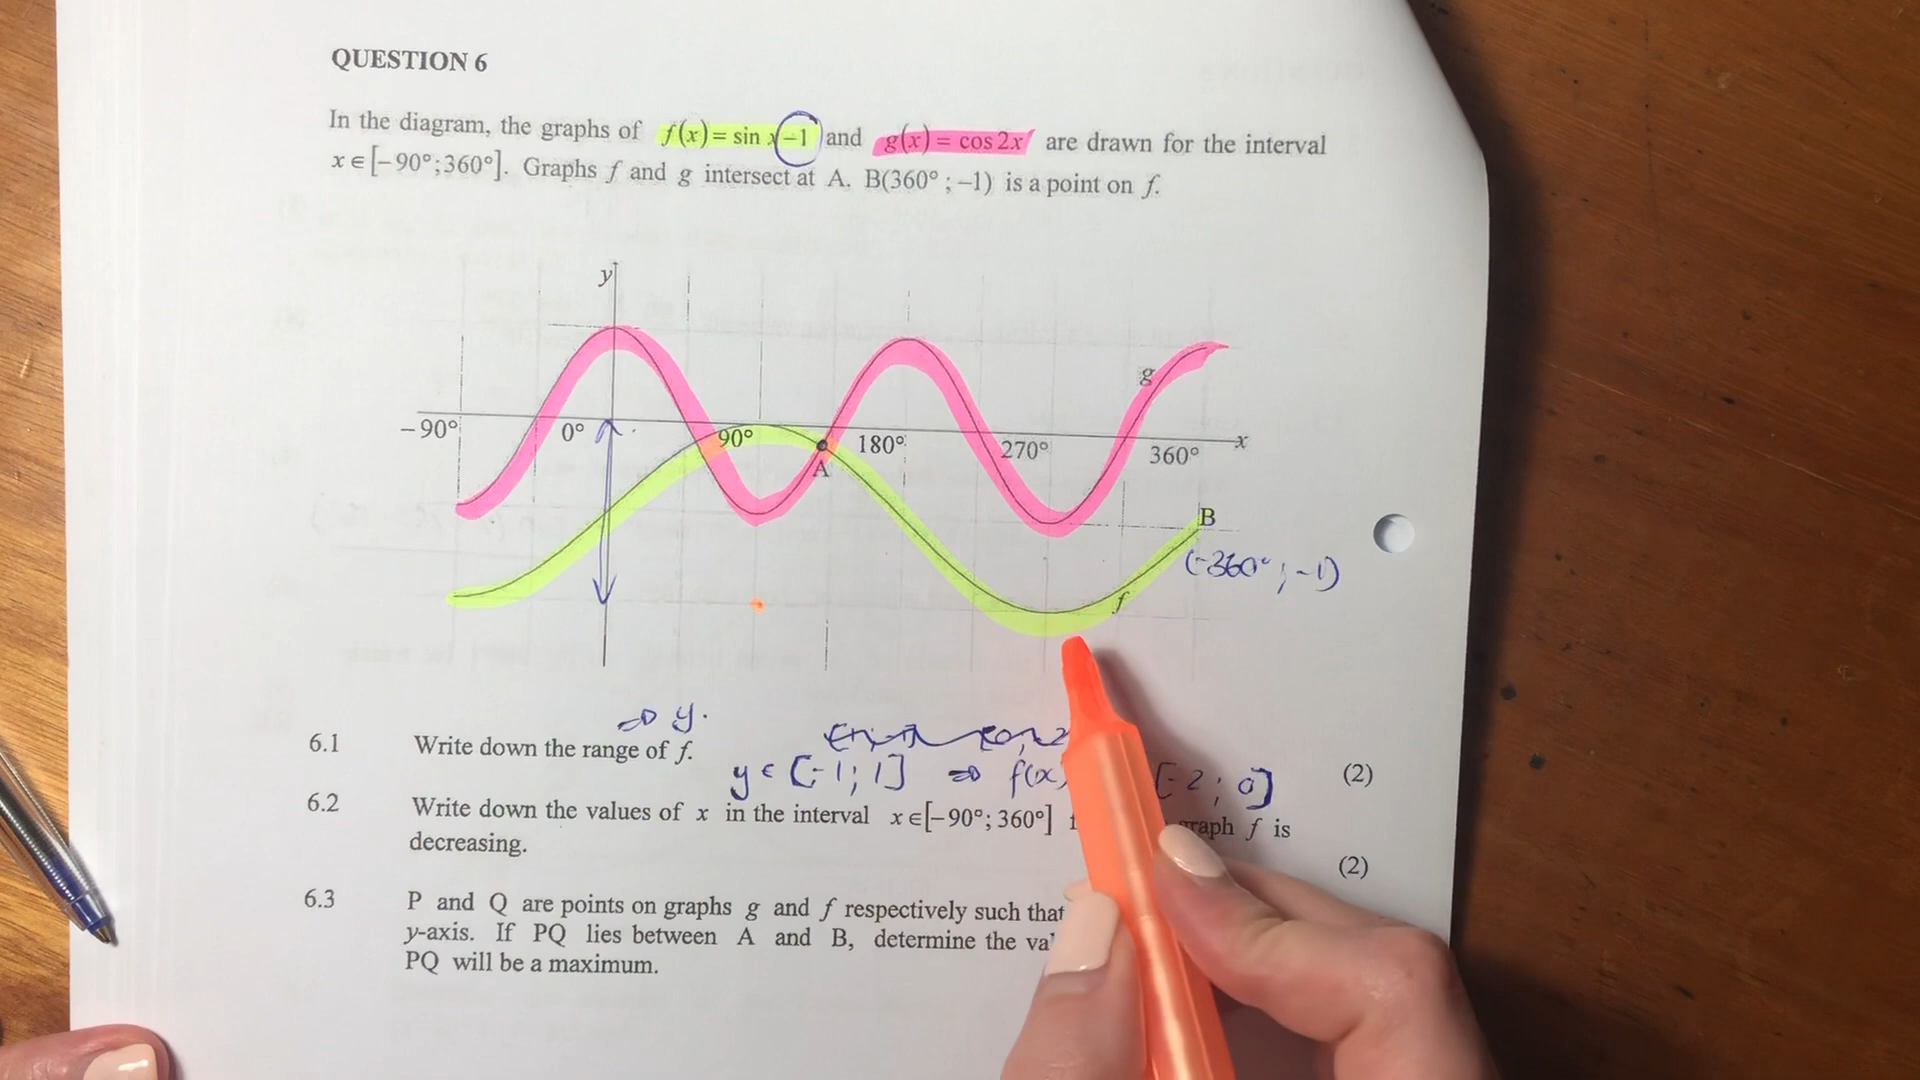 QUESTION 6
In the diagram, the graphs of f(x) = sin x −1 and g(x) = cos 2x are drawn for the interval
x ∈ [− 90° ; 360°]. Graphs f and g intersect at A. B(360° ; −1) is a point on f.
y
g
− 90° 0° 90° 180° 270° 360° x
A
B
(-360° ; -1)
f
⇒ y.
6.1 Write down the range of f.
y ∈ [-1 ; 1] ⇒ f(x) [-2 ; 0] (2)
6.2 Write down the values of x in the interval x ∈ [− 90° ; 360°] graph f is
decreasing. (2)
6.3 P and Q are points on graphs g and f respectively such that
y-axis. If PQ lies between A and B, determine the
PQ will be a maximum.